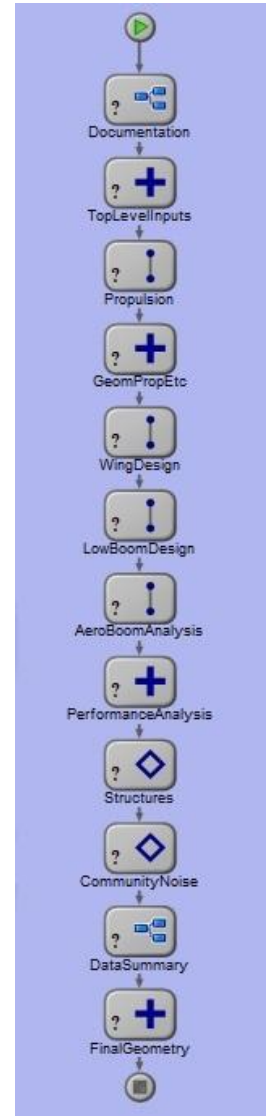 ?
Documentation
?
TopLevelInputs
?
Propulsion
?
GeomPropEtc
?
WingDesign
?
LowBoomDesign
?
AeroBoomAnalysis
?
PerformanceAnalysis
?
Structures
?
CommunityNoise
?
DataSummary
?
FinalGeometry